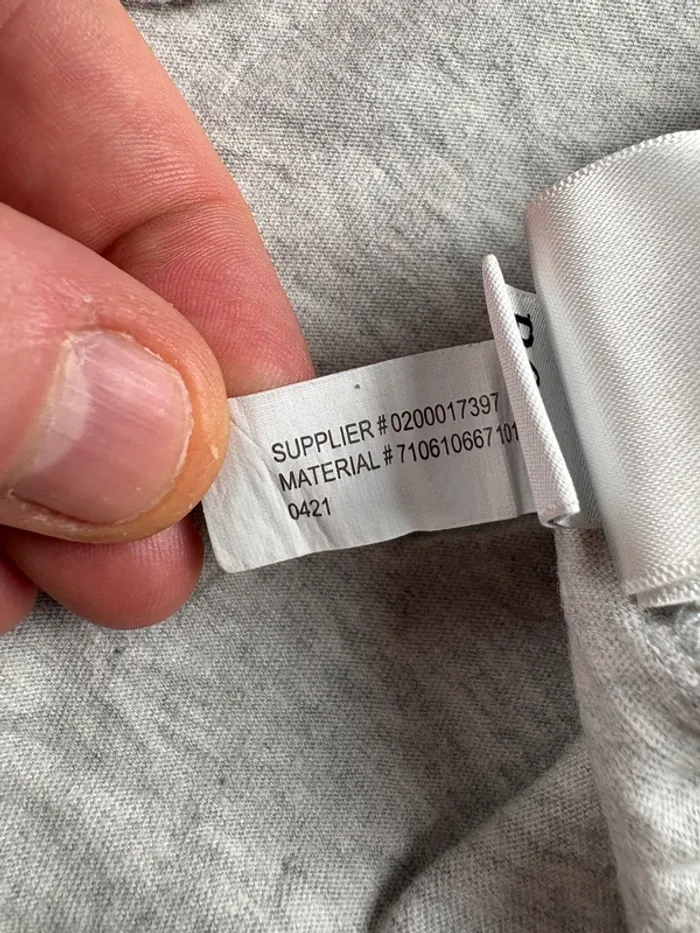 SUPPLIER # 0200017397
MATERIAL # 710610667101
0421